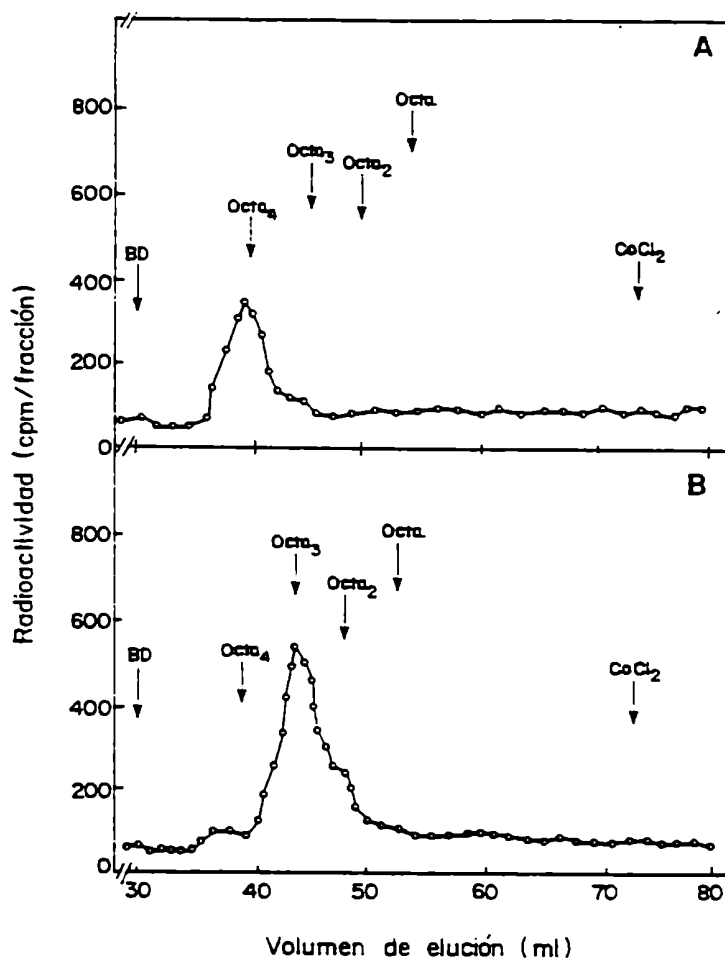 A
800
600
400
200
0
Octa
Octa₃
Octa₂
Octa₄
BD
CoCl₂
B
800
600
400
200
0
Octa
Octa₃
Octa₂
Octa₄
BD
CoCl₂
30 40 50 60 70 80
Volumen de elución (ml)
Radioactividad (cpm/fracción)